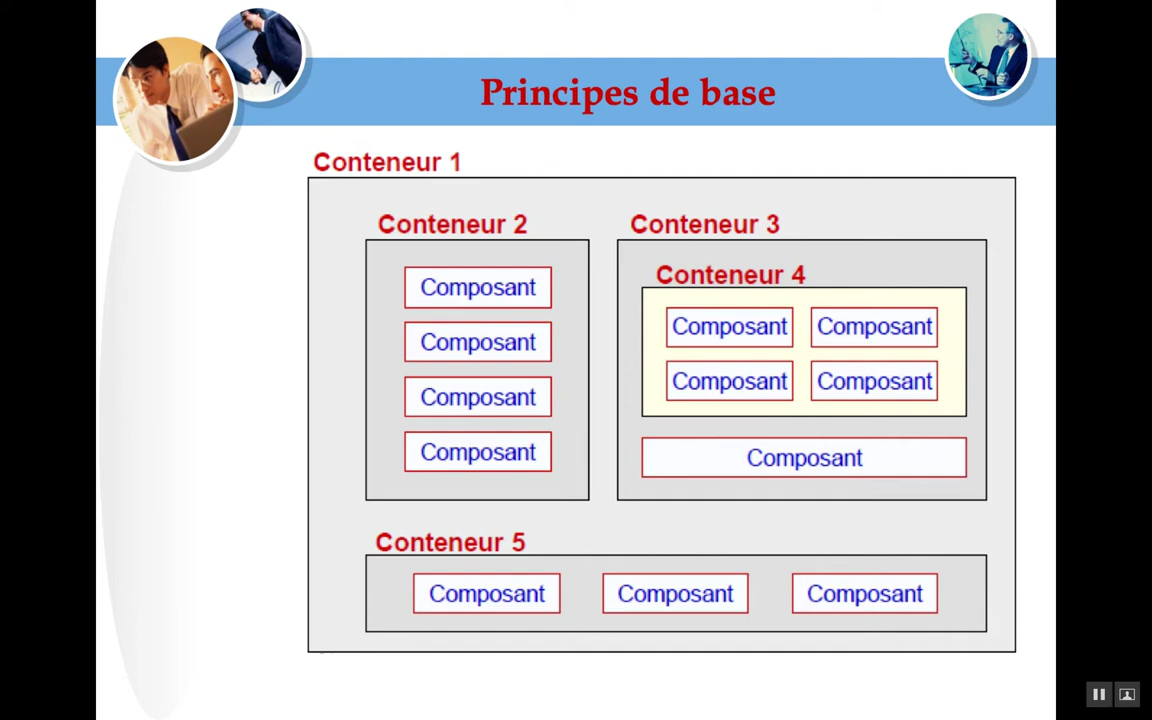 Principes de base
Conteneur 1
Conteneur 2
Composant
Composant
Composant
Composant
Conteneur 3
Conteneur 4
Composant Composant
Composant Composant
Composant
Conteneur 5
Composant Composant Composant